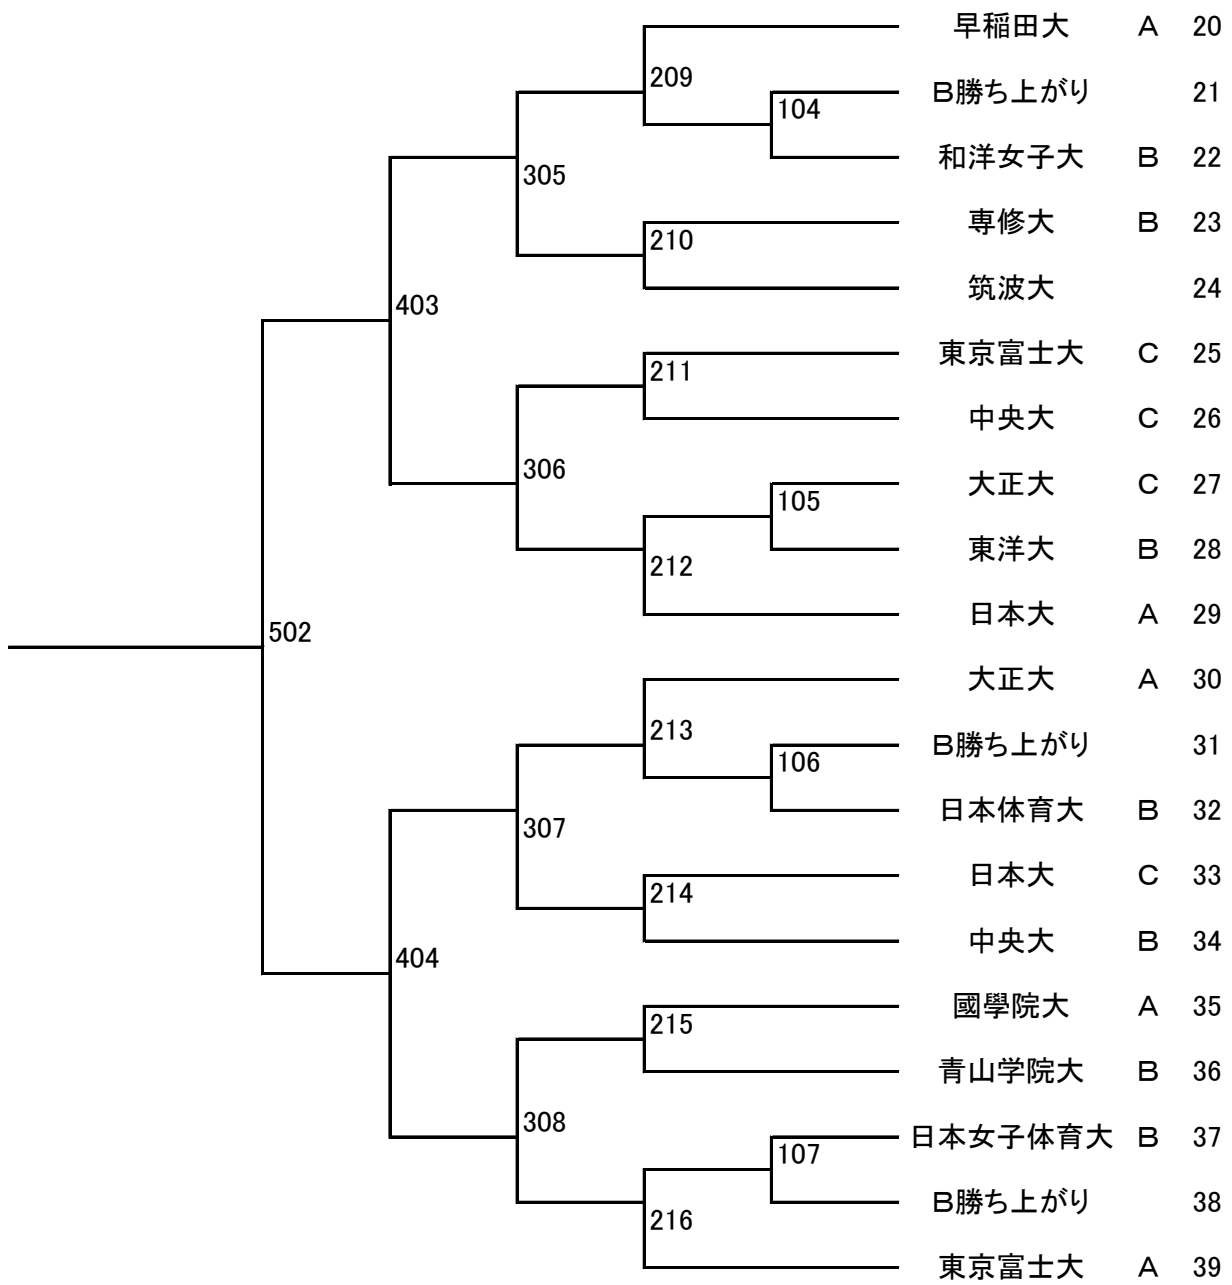 早稲田大 A 20
209
B勝ち上がり 21
104
和洋女子大 B 22
305
専修大 B 23
210
筑波大 24
403
東京富士大 C 25
211
中央大 C 26
306
大正大 C 27
105
東洋大 B 28
212
日本大 A 29
502
大正大 A 30
213
B勝ち上がり 31
106
日本体育大 B 32
307
日本大 C 33
214
中央大 B 34
404
國學院大 A 35
215
青山学院大 B 36
308
日本女子体育大 B 37
107
B勝ち上がり 38
216
東京富士大 A 39